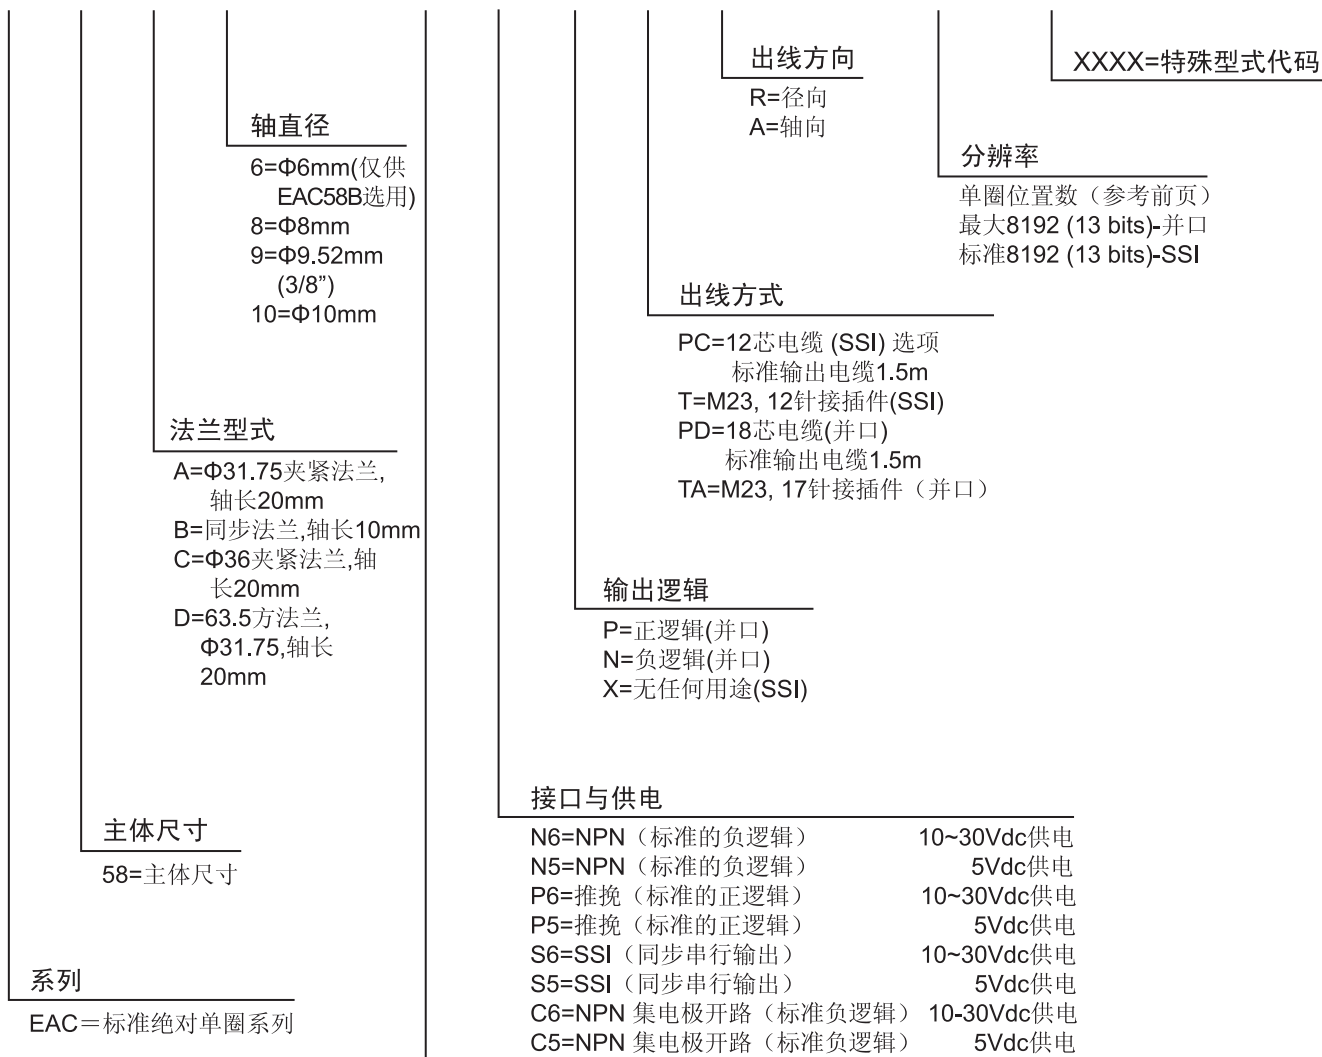 出线方向
R=径向
A=轴向
XXXX=特殊型式代码
轴直径
6=Φ6mm(仅供
EAC58B选用)
8=Φ8mm
9=Φ9.52mm
(3/8”)
10=Φ10mm
分辨率
单圈位置数（参考前页）
最大8192 (13 bits)-并口
标准8192 (13 bits)-SSI
出线方式
PC=12芯电缆 (SSI) 选项
标准输出电缆1.5m
T=M23, 12针接插件(SSI)
PD=18芯电缆(并口)
标准输出电缆1.5m
TA=M23, 17针接插件（并口）
法兰型式
A=Φ31.75夹紧法兰,
轴长20mm
B=同步法兰,轴长10mm
C=Φ36夹紧法兰,轴
长20mm
D=63.5方法兰,
Φ31.75,轴长
20mm
输出逻辑
P=正逻辑(并口)
N=负逻辑(并口)
X=无任何用途(SSI)
主体尺寸
58=主体尺寸
接口与供电
N6=NPN（标准的负逻辑） 10~30Vdc供电
N5=NPN（标准的负逻辑） 5Vdc供电
P6=推挽（标准的正逻辑） 10~30Vdc供电
P5=推挽（标准的正逻辑） 5Vdc供电
S6=SSI（同步串行输出） 10~30Vdc供电
S5=SSI（同步串行输出） 5Vdc供电
C6=NPN 集电极开路（标准负逻辑） 10-30Vdc供电
C5=NPN 集电极开路（标准负逻辑） 5Vdc供电
系列
EAC＝标准绝对单圈系列